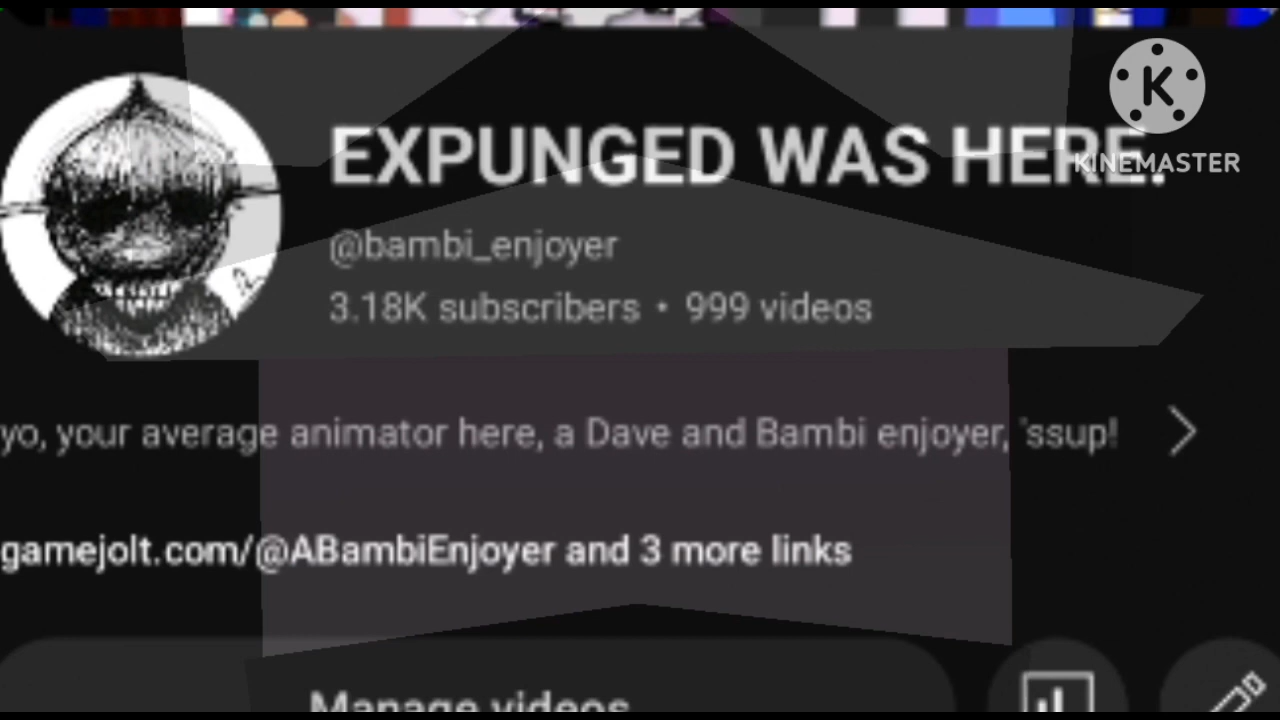 K
KINEMASTER
EXPUNGED WAS HERE.
@bambi_enjoyer
3.18K subscribers • 999 videos
yo, your average animator here, a Dave and Bambi enjoyer, 'ssup!
gamejolt.com/@ABambiEnjoyer and 3 more links
Manage videos